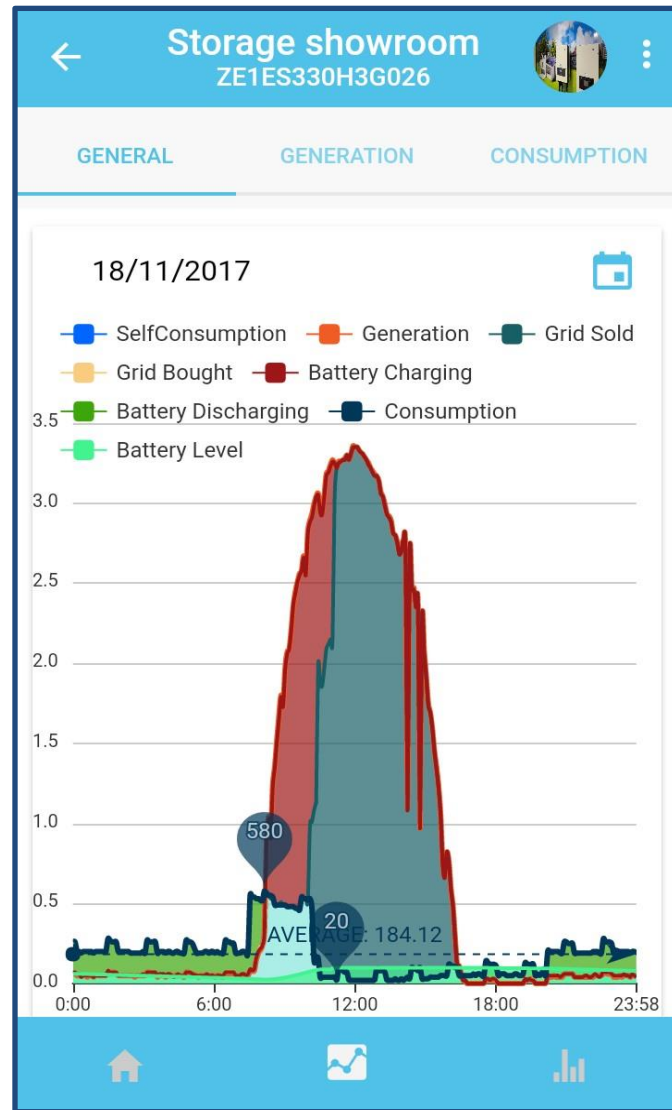 Storage showroom
ZE1ES330H3G026
GENERAL GENERATION CONSUMPTION
18/11/2017
SelfConsumption Generation Grid Sold
Grid Bought Battery Charging
Battery Discharging Consumption
Battery Level
3.5
3.0
2.5
2.0
1.5
1.0
580
0.5
20
AVERAGE: 184.12
0.0
0:00 6:00 12:00 18:00 23:58